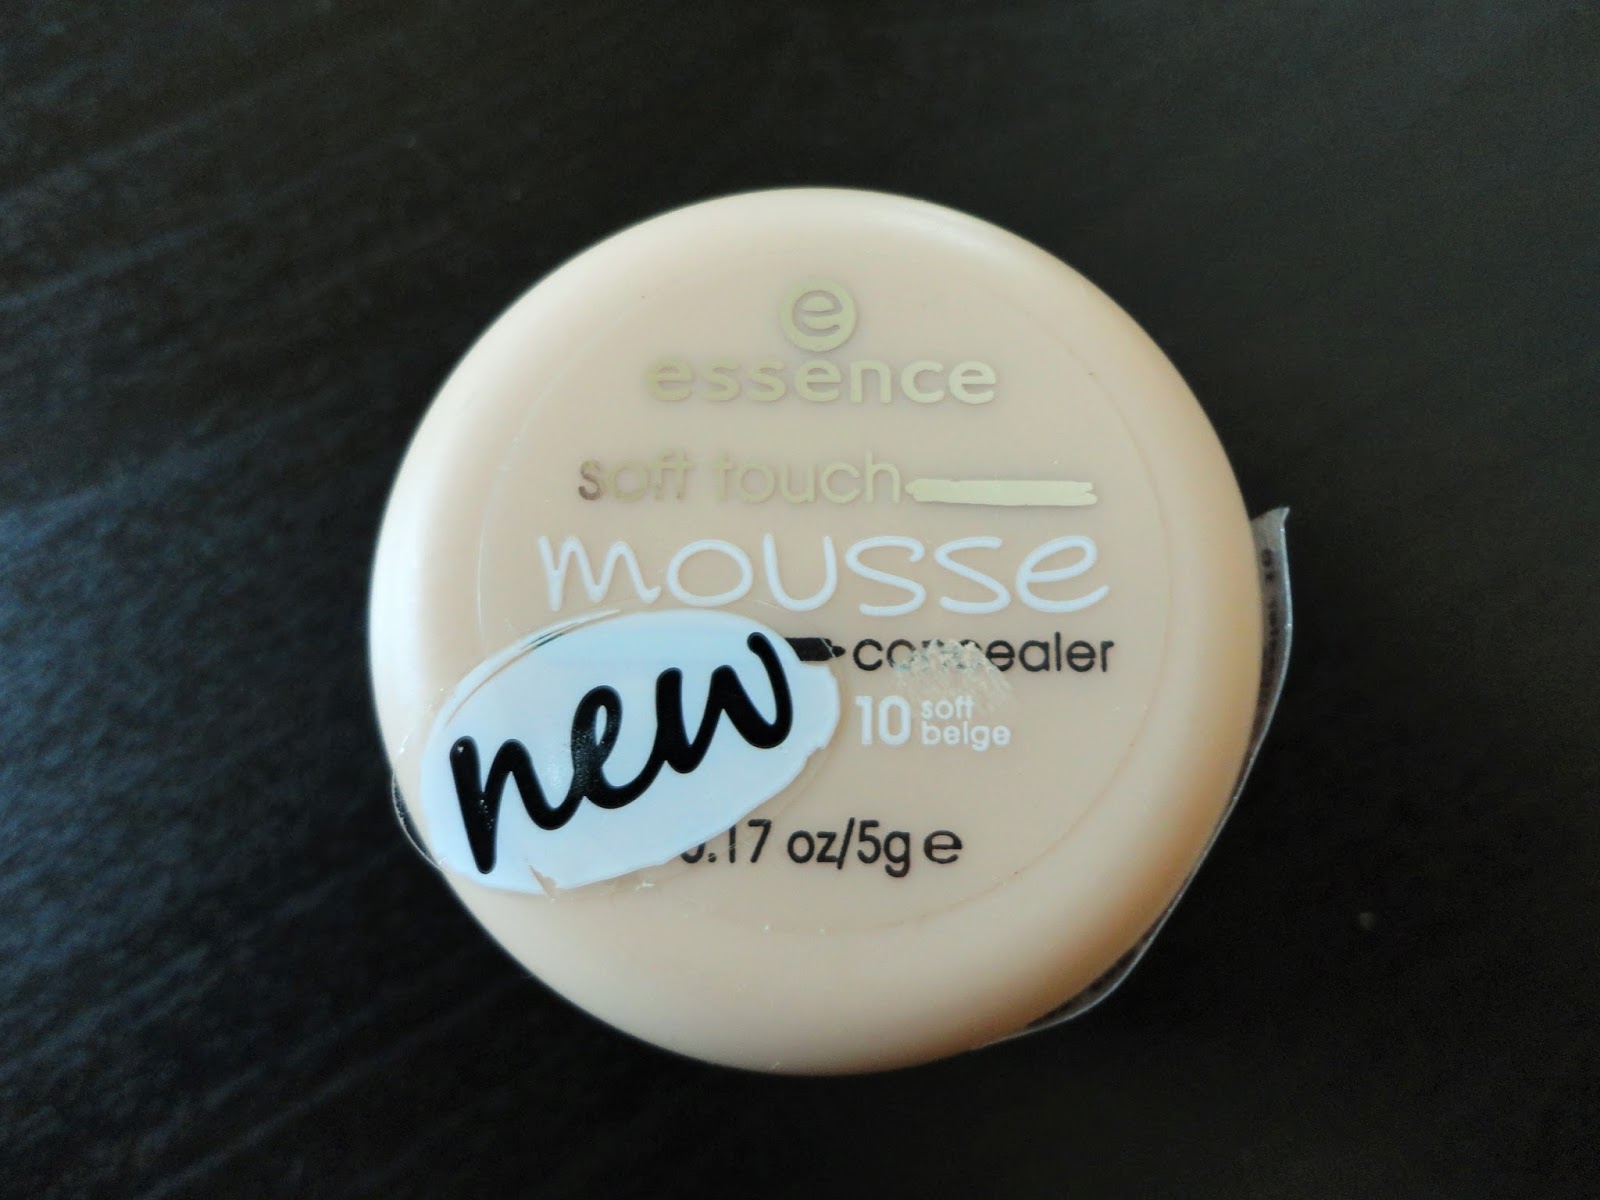 e
essence
soft touch
mousse
concealer
new
10 soft
beige
.17 oz/5g e